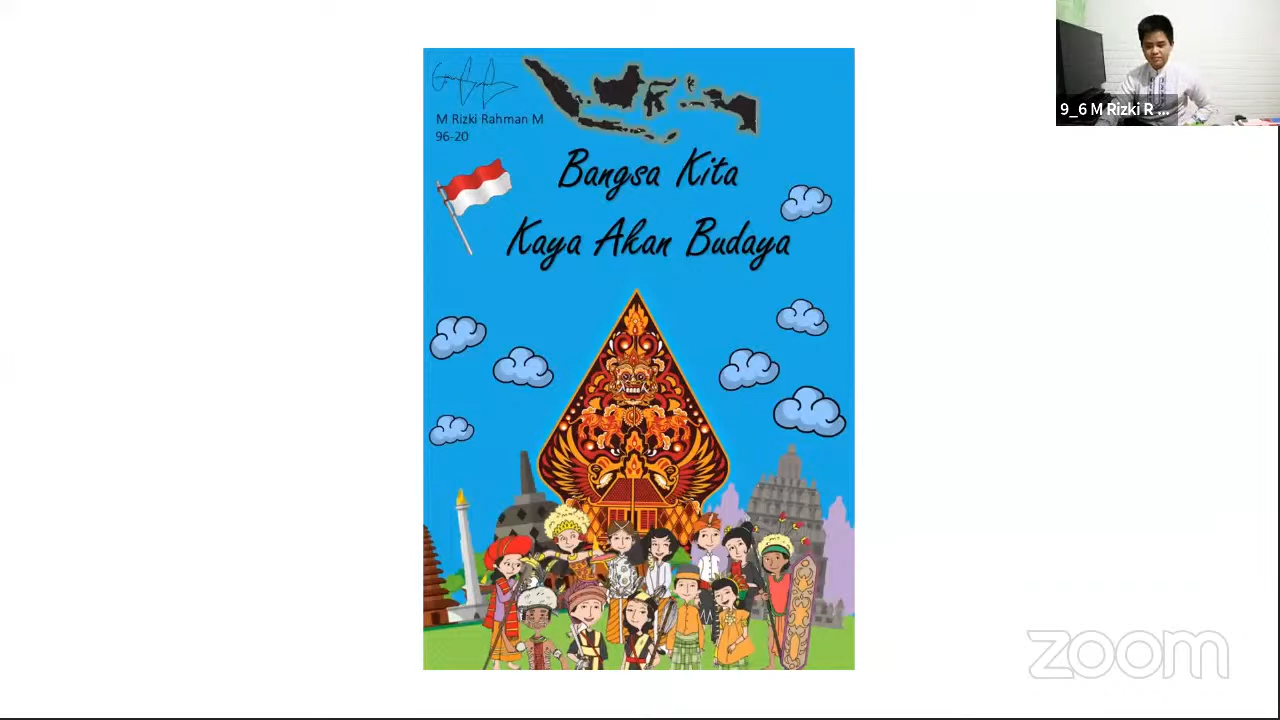 M Rizki Rahman M
96-20
Bangsa Kita
Kaya Akan Budaya
9_6 M Rizki R ...
zoom